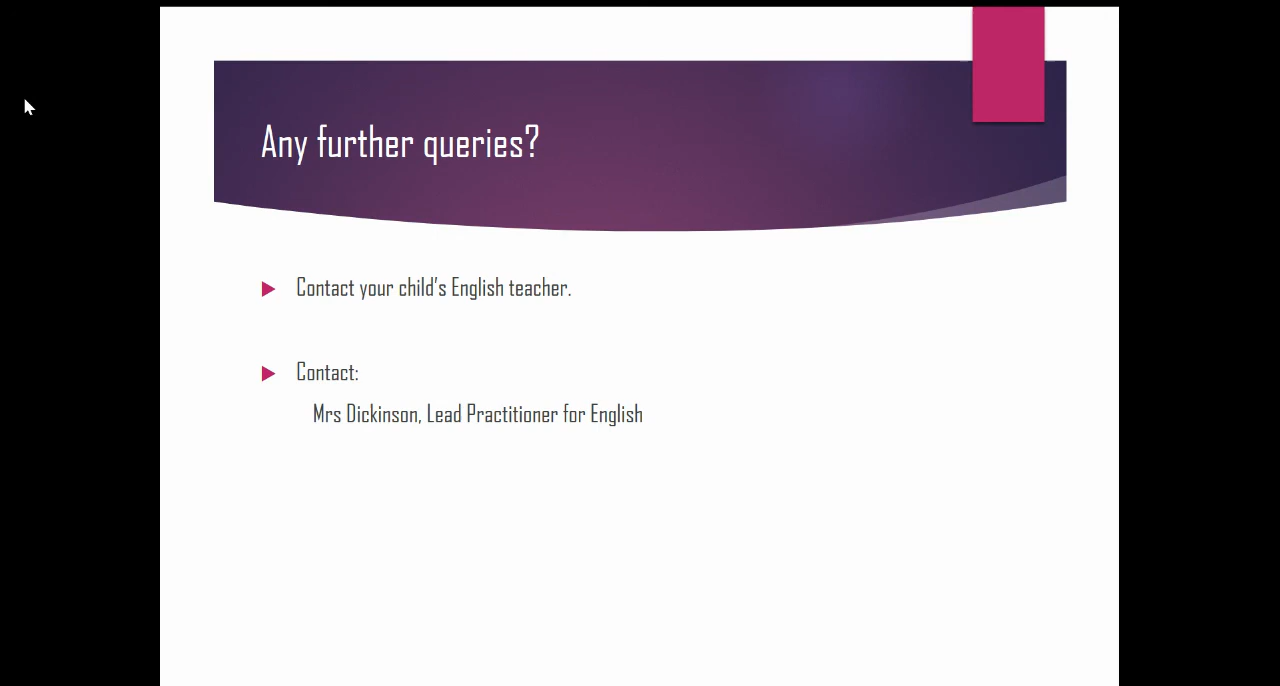 Any further queries?
Contact your child's English teacher.
Contact:
Mrs Dickinson, Lead Practitioner for English